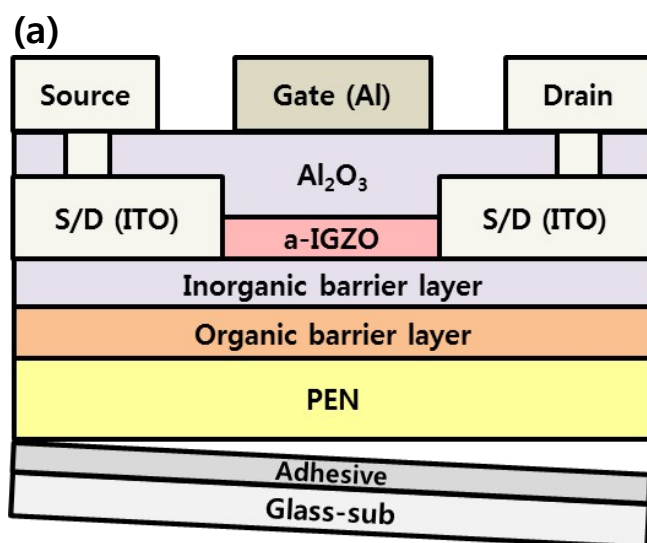 (a)
Source Gate (Al) Drain
Al₂O₃
S/D (ITO) S/D (ITO)
a-IGZO
Inorganic barrier layer
Organic barrier layer
PEN
Adhesive
Glass-sub